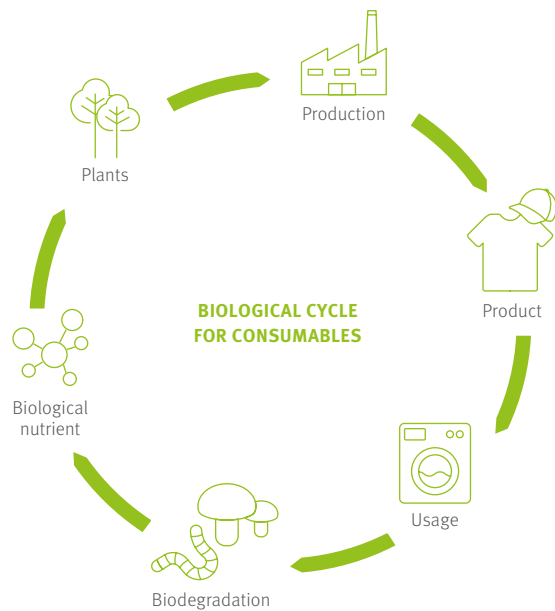 Production
Plants
Product
BIOLOGICAL CYCLE
FOR CONSUMABLES
Biological
nutrient
Usage
Biodegradation